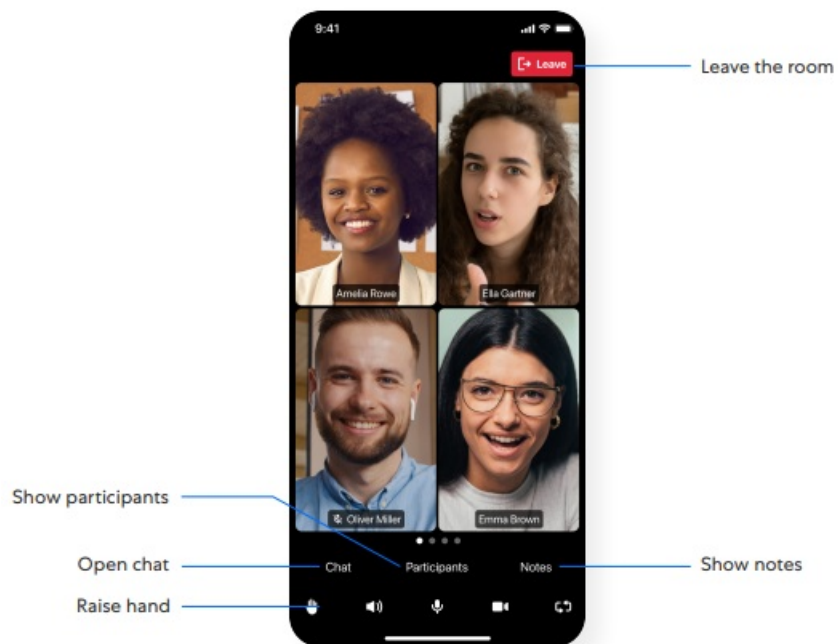 9:41
Leave
Leave the room
Amelia Rowe
Ella Gartner
Oliver Miller
Emma Brown
Show participants
Open chat
Chat
Participants
Notes
Show notes
Raise hand